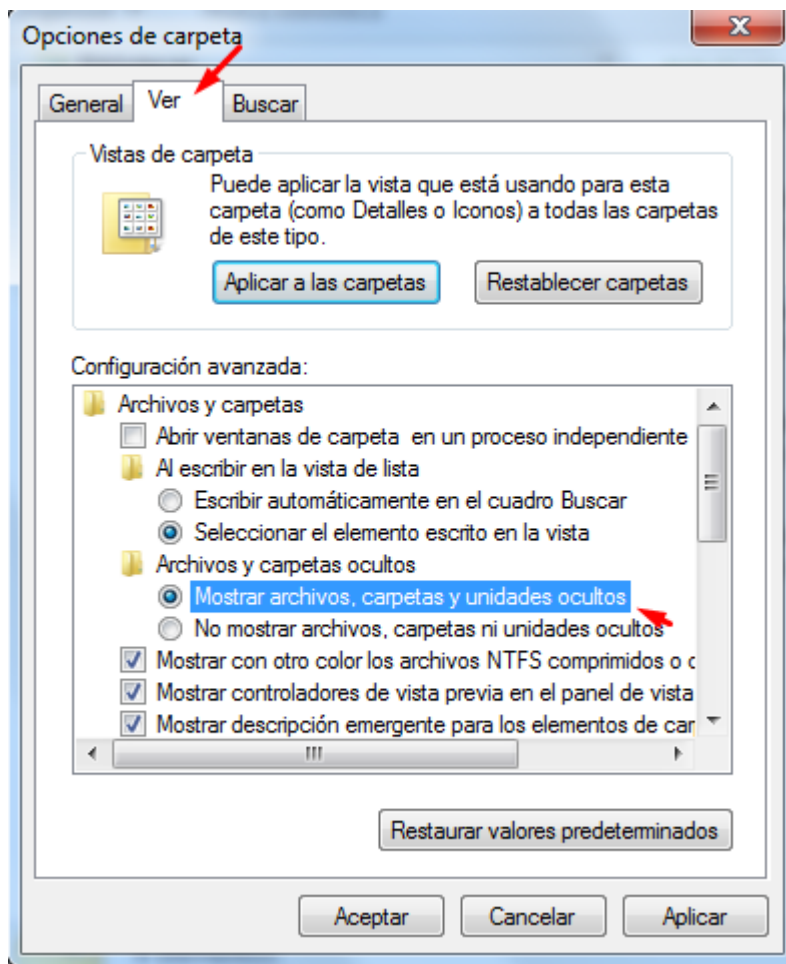 Opciones de carpeta
General Ver Buscar
Vistas de carpeta
Puede aplicar la vista que está usando para esta
carpeta (como Detalles o Iconos) a todas las carpetas
de este tipo.
Aplicar a las carpetas Restablecer carpetas
Configuración avanzada:
Archivos y carpetas
Abrir ventanas de carpeta en un proceso independiente
Al escribir en la vista de lista
Escribir automáticamente en el cuadro Buscar
Seleccionar el elemento escrito en la vista
Archivos y carpetas ocultos
Mostrar archivos, carpetas y unidades ocultos
No mostrar archivos, carpetas ni unidades ocultos
Mostrar con otro color los archivos NTFS comprimidos o
Mostrar controladores de vista previa en el panel de vista
Mostrar descripción emergente para los elementos de
Restaurar valores predeterminados
Aceptar Cancelar Aplicar